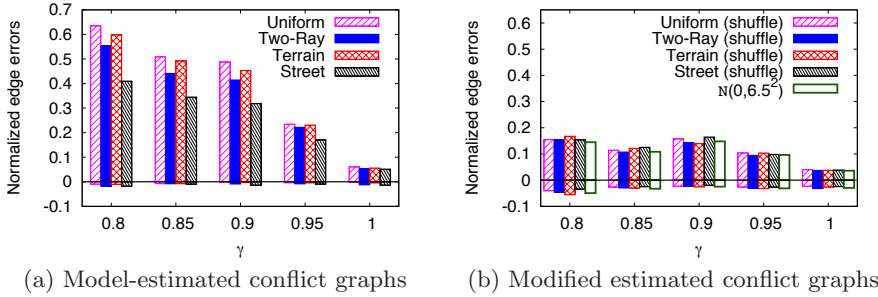 Normalized edge errors
0.7
0.6
0.5
0.4
0.3
0.2
0.1
0
-0.1
0.8 0.85 0.9 0.95 1
γ
Uniform
Two-Ray
Terrain
Street
(a) Model-estimated conflict graphs
Normalized edge errors
0.6
0.5
0.4
0.3
0.2
0.1
0
-0.1
0.8 0.85 0.9 0.95 1
γ
Uniform (shuffle)
Two-Ray (shuffle)
Terrain (shuffle)
Street (shuffle)
N(0,6.5²)
(b) Modified estimated conflict graphs